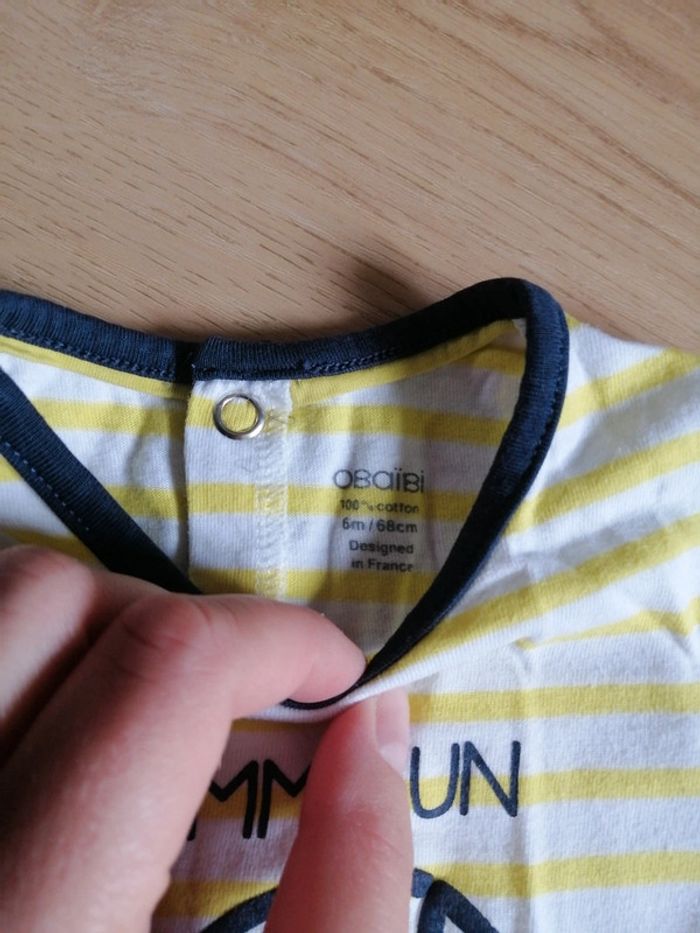 OBaïBi
100% cotton
6m / 68cm
Designed
in France
UN